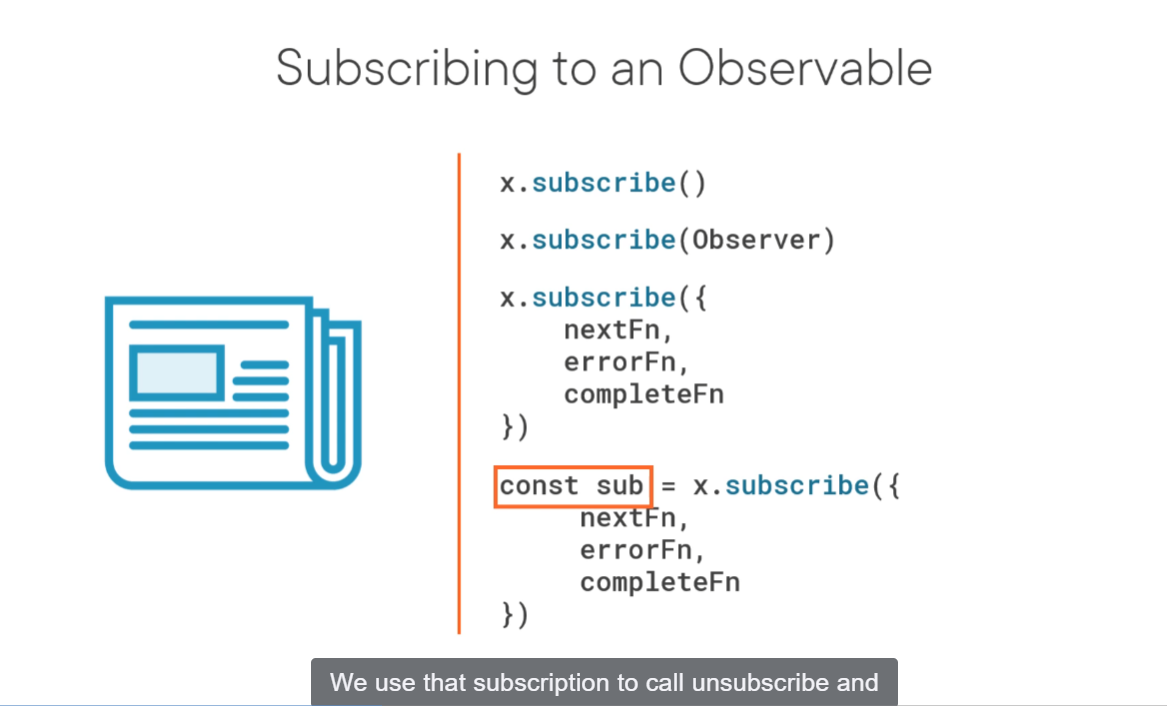 Subscribing to an Observable
x.subscribe()
x.subscribe(Observer)
x.subscribe({
nextFn,
errorFn,
completeFn
})
const sub = x.subscribe({
nextFn,
errorFn,
completeFn
})
We use that subscription to call unsubscribe and